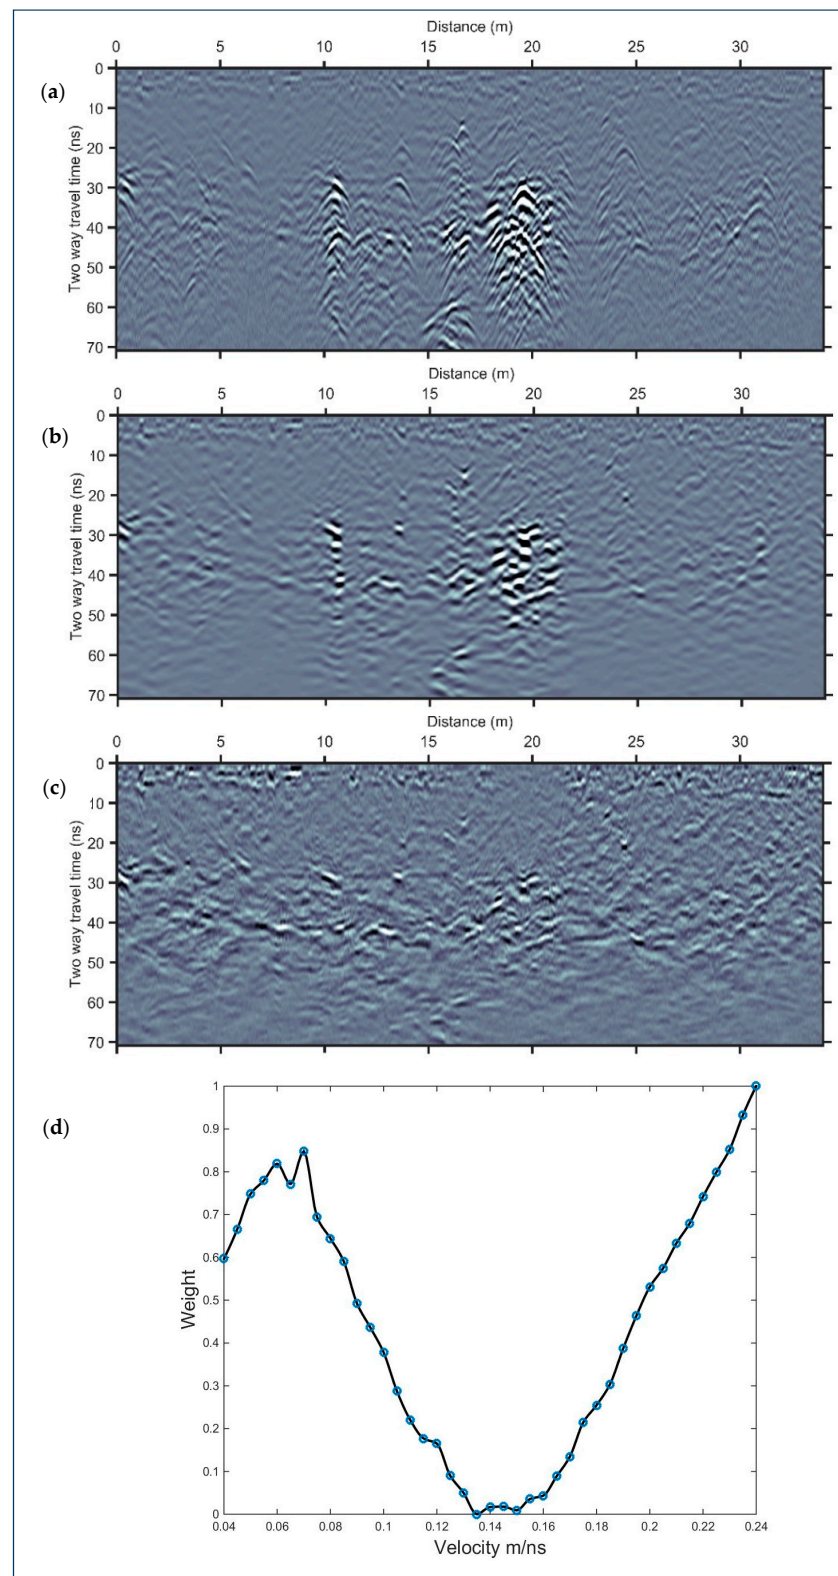 Distance (m)
0 5 10 15 20 25 30
(a)
Two way travel time (ns)
0
10
20
30
40
50
60
70
Distance (m)
0 5 10 15 20 25 30
(b)
Two way travel time (ns)
0
10
20
30
40
50
60
70
Distance (m)
0 5 10 15 20 25 30
(c)
Two way travel time (ns)
0
10
20
30
40
50
60
70
(d)
Weight
1
0.9
0.8
0.7
0.6
0.5
0.4
0.3
0.2
0.1
0
0.04 0.06 0.08 0.1 0.12 0.14 0.16 0.18 0.2 0.22 0.24
Velocity m/ns